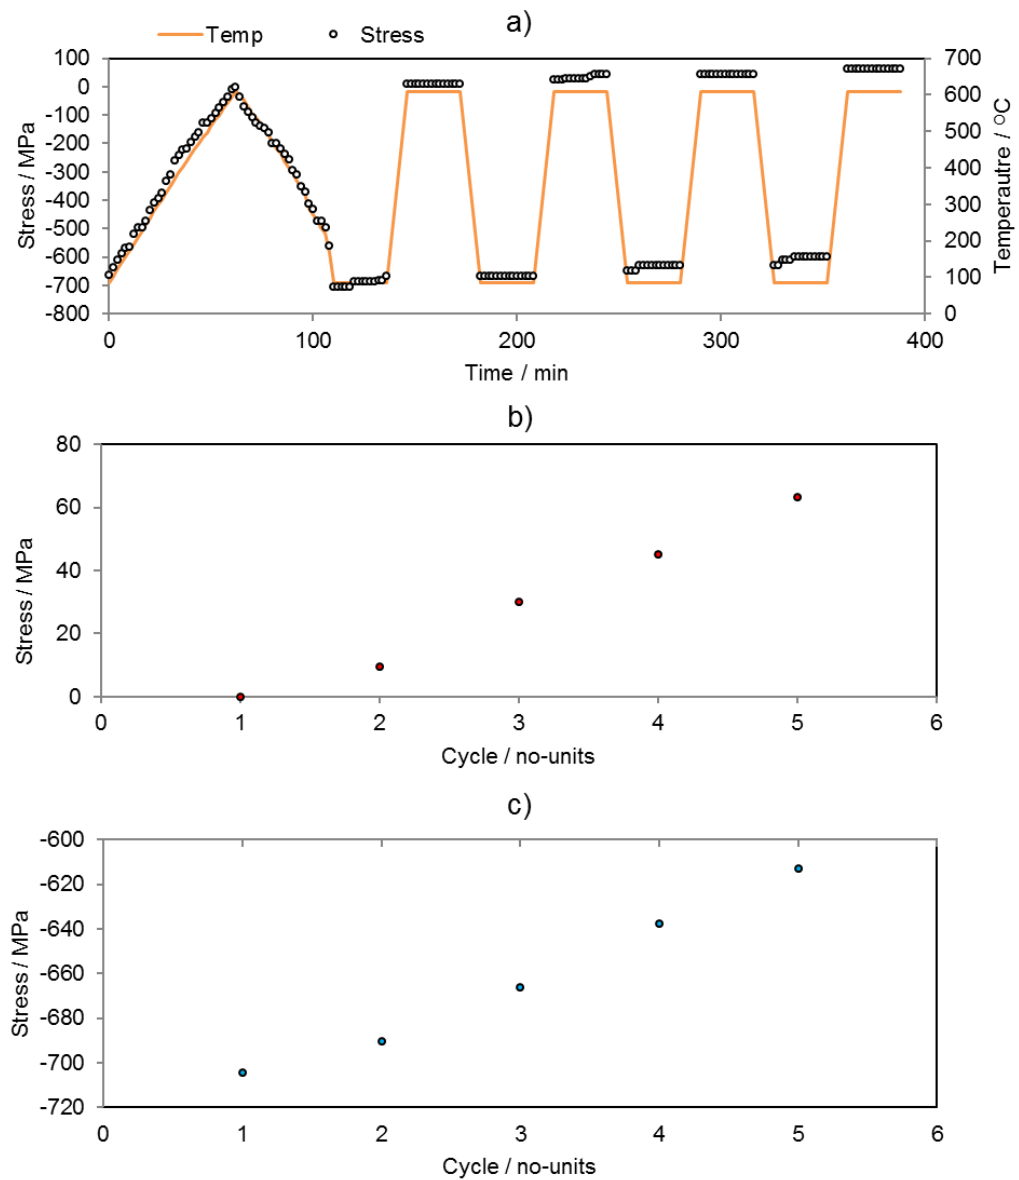 a)
Temp Stress
100 700
0 600
-100 500
-200 400
-300 300
-400 200
-500 100
-600 0
-700
-800
Stress / MPa
Temperautre / °C
0 100 200 300 400
Time / min
b)
80
60
40
20
0
Stress / MPa
0 1 2 3 4 5 6
Cycle / no-units
c)
-600
-620
-640
-660
-680
-700
-720
Stress / MPa
0 1 2 3 4 5 6
Cycle / no-units